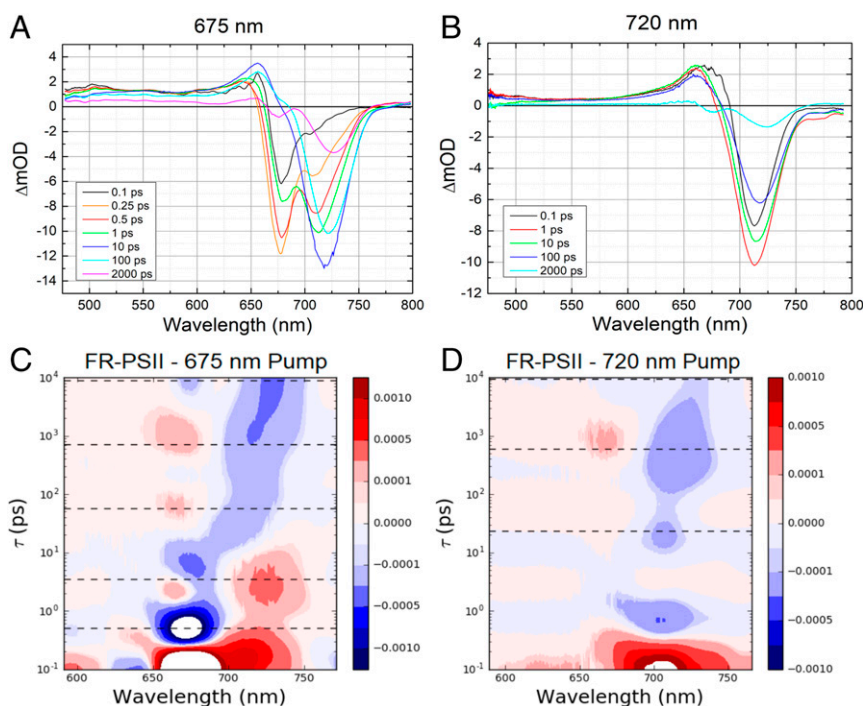 A
675 nm
4
2
0
-2
-4
-6
-8
-10
-12
-14
ΔmOD
0.1 ps
0.25 ps
0.5 ps
1 ps
10 ps
100 ps
2000 ps
500 550 600 650 700 750 800
Wavelength (nm)
B
720 nm
4
2
0
-2
-4
-6
-8
-10
-12
ΔmOD
0.1 ps
1 ps
10 ps
100 ps
2000 ps
500 550 600 650 700 750 800
Wavelength (nm)
C
FR-PSII - 675 nm Pump
10⁴
10³
10²
10¹
10⁰
10⁻¹
τ (ps)
600 650 700 750
Wavelength (nm)
0.0010
0.0005
0.0001
0.0000
−0.0001
−0.0005
−0.0010
D
FR-PSII - 720 nm Pump
10⁴
10³
10²
10¹
10⁰
10⁻¹
τ (ps)
600 650 700 750
Wavelength (nm)
0.0010
0.0005
0.0001
0.0000
−0.0001
−0.0005
−0.0010